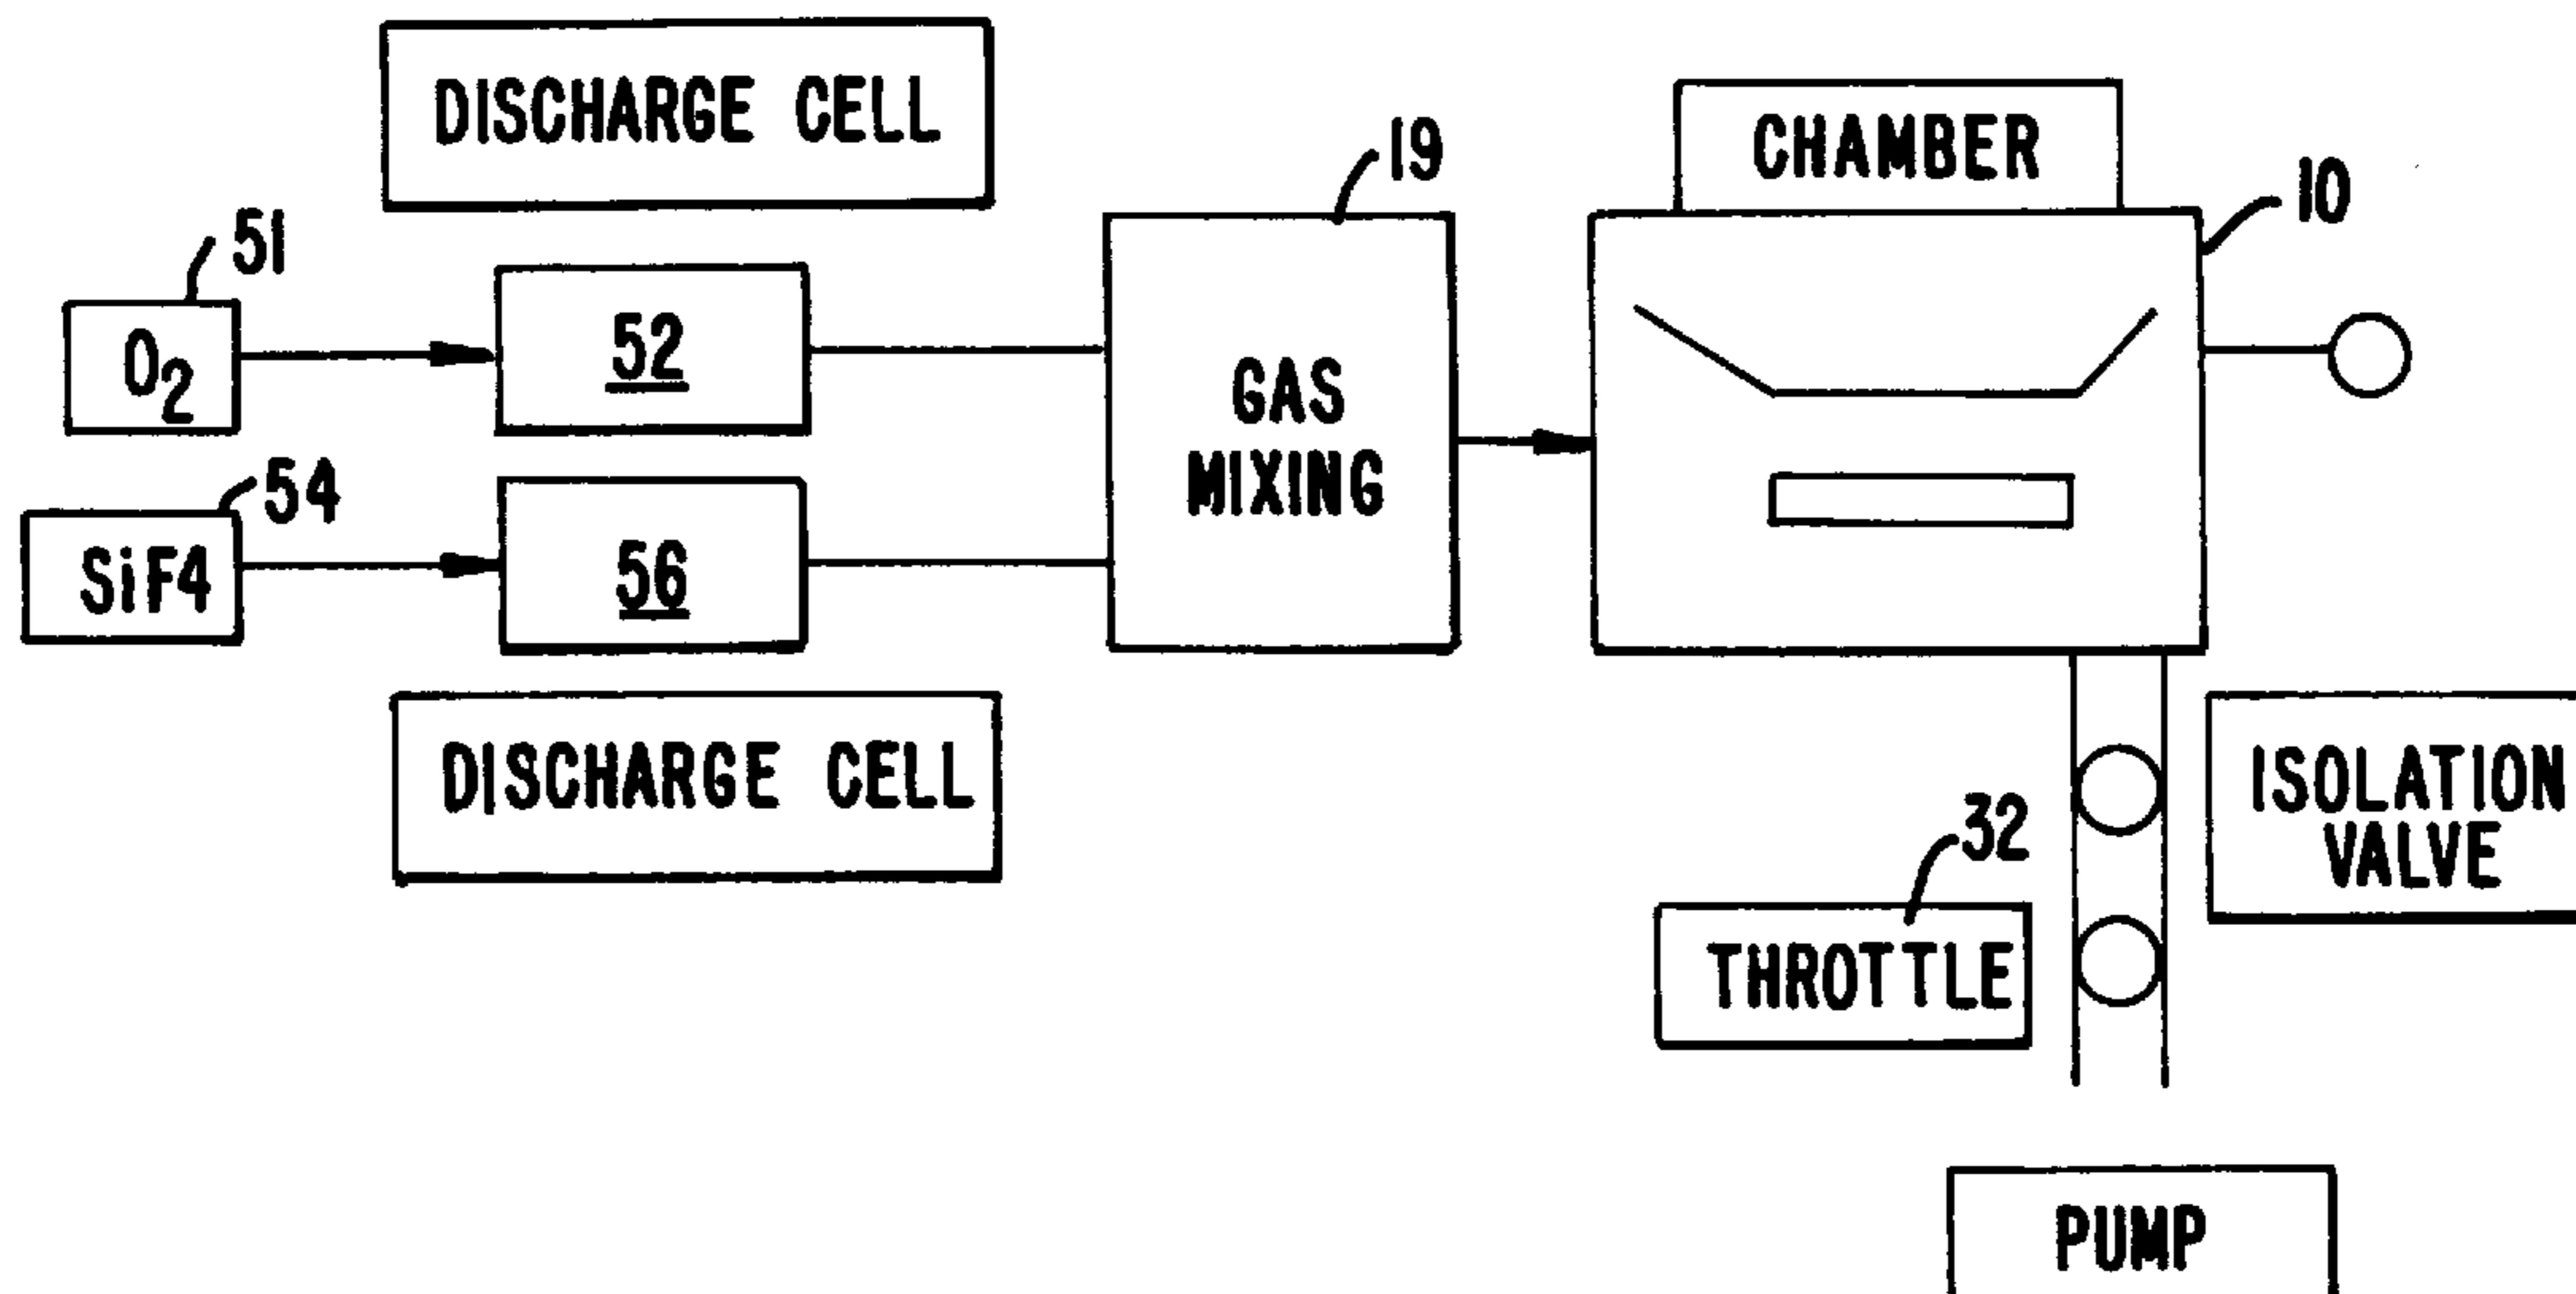 DISCHARGE CELL
CHAMBER
19
10
51
O2
52
GAS
MIXING
54
SiF4
56
DISCHARGE CELL
ISOLATION
VALVE
32
THROTTLE
PUMP